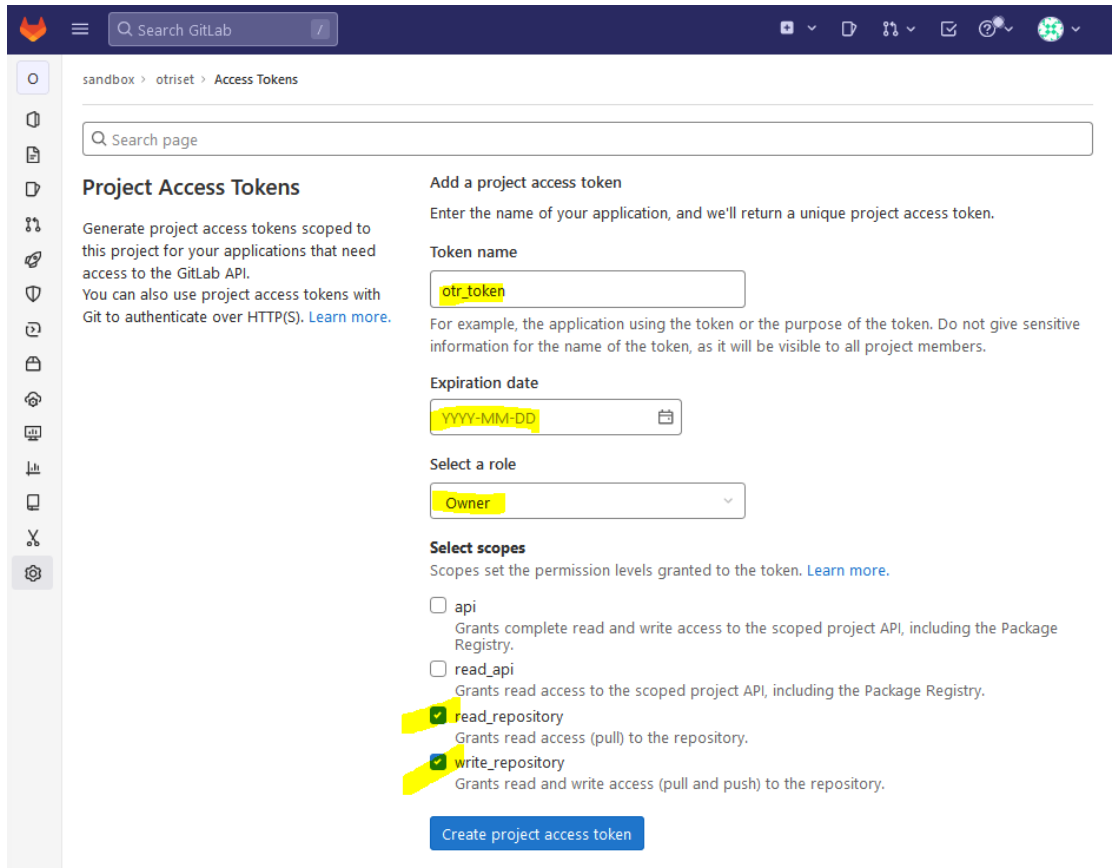 Search GitLab /
O
sandbox > otriset > Access Tokens
Search page
Project Access Tokens
Generate project access tokens scoped to
this project for your applications that need
access to the GitLab API.
You can also use project access tokens with
Git to authenticate over HTTP(S). Learn more.
Add a project access token
Enter the name of your application, and we'll return a unique project access token.
Token name
otr_token
For example, the application using the token or the purpose of the token. Do not give sensitive
information for the name of the token, as it will be visible to all project members.
Expiration date
YYYY-MM-DD
Select a role
Owner
Select scopes
Scopes set the permission levels granted to the token. Learn more.
api
Grants complete read and write access to the scoped project API, including the Package
Registry.
read_api
Grants read access to the scoped project API, including the Package Registry.
read_repository
Grants read access (pull) to the repository.
write_repository
Grants read and write access (pull and push) to the repository.
Create project access token